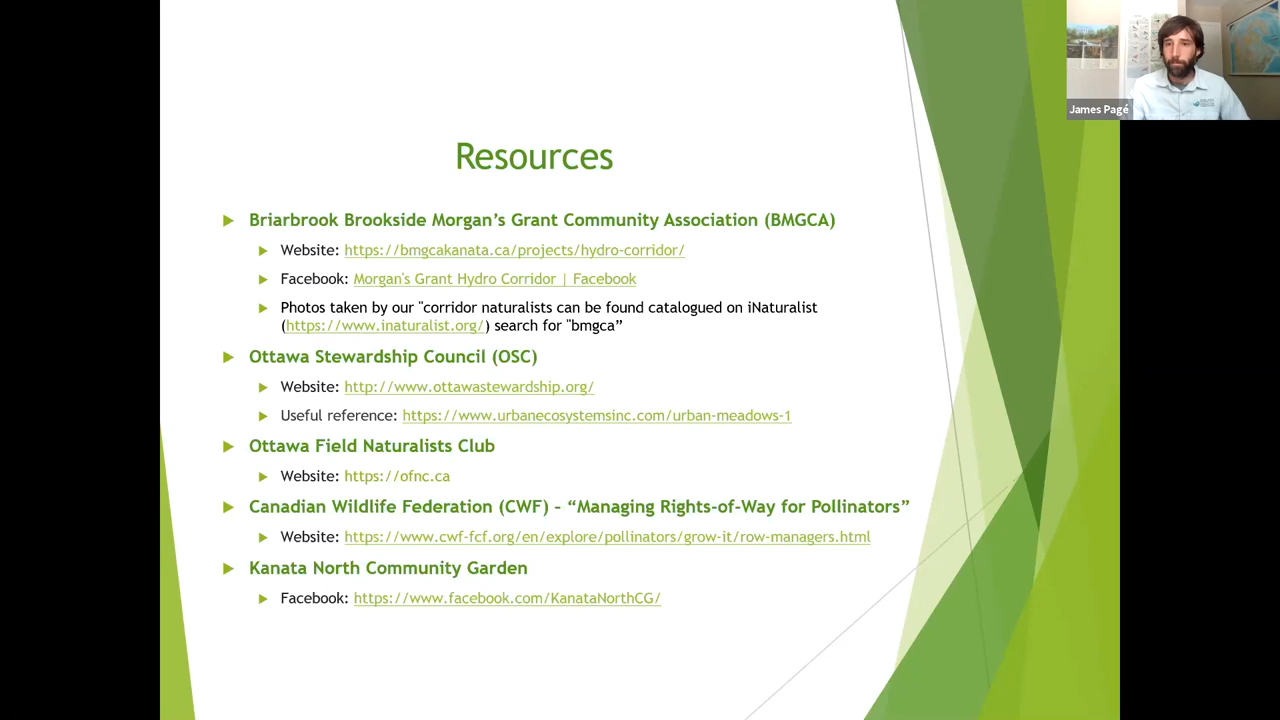 Resources
Briarbrook Brookside Morgan’s Grant Community Association (BMGCA)
Website: https://bmgcakanata.ca/projects/hydro-corridor/
Facebook: Morgan's Grant Hydro Corridor | Facebook
Photos taken by our "corridor naturalists can be found catalogued on iNaturalist
(https://www.inaturalist.org/) search for "bmgca”
Ottawa Stewardship Council (OSC)
Website: http://www.ottawastewardship.org/
Useful reference: https://www.urbanecosystemsinc.com/urban-meadows-1
Ottawa Field Naturalists Club
Website: https://ofnc.ca
Canadian Wildlife Federation (CWF) – “Managing Rights-of-Way for Pollinators”
Website: https://www.cwf-fcf.org/en/explore/pollinators/grow-it/row-managers.html
Kanata North Community Garden
Facebook: https://www.facebook.com/KanataNorthCG/
James Pagé